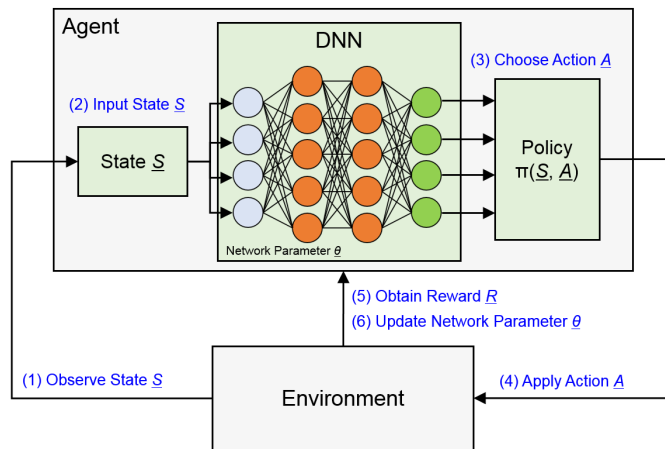 Agent
DNN
(3) Choose Action A
(2) Input State S
State S
Policy
π(S, A)
Network Parameter θ
(5) Obtain Reward R
(6) Update Network Parameter θ
(1) Observe State S
(4) Apply Action A
Environment